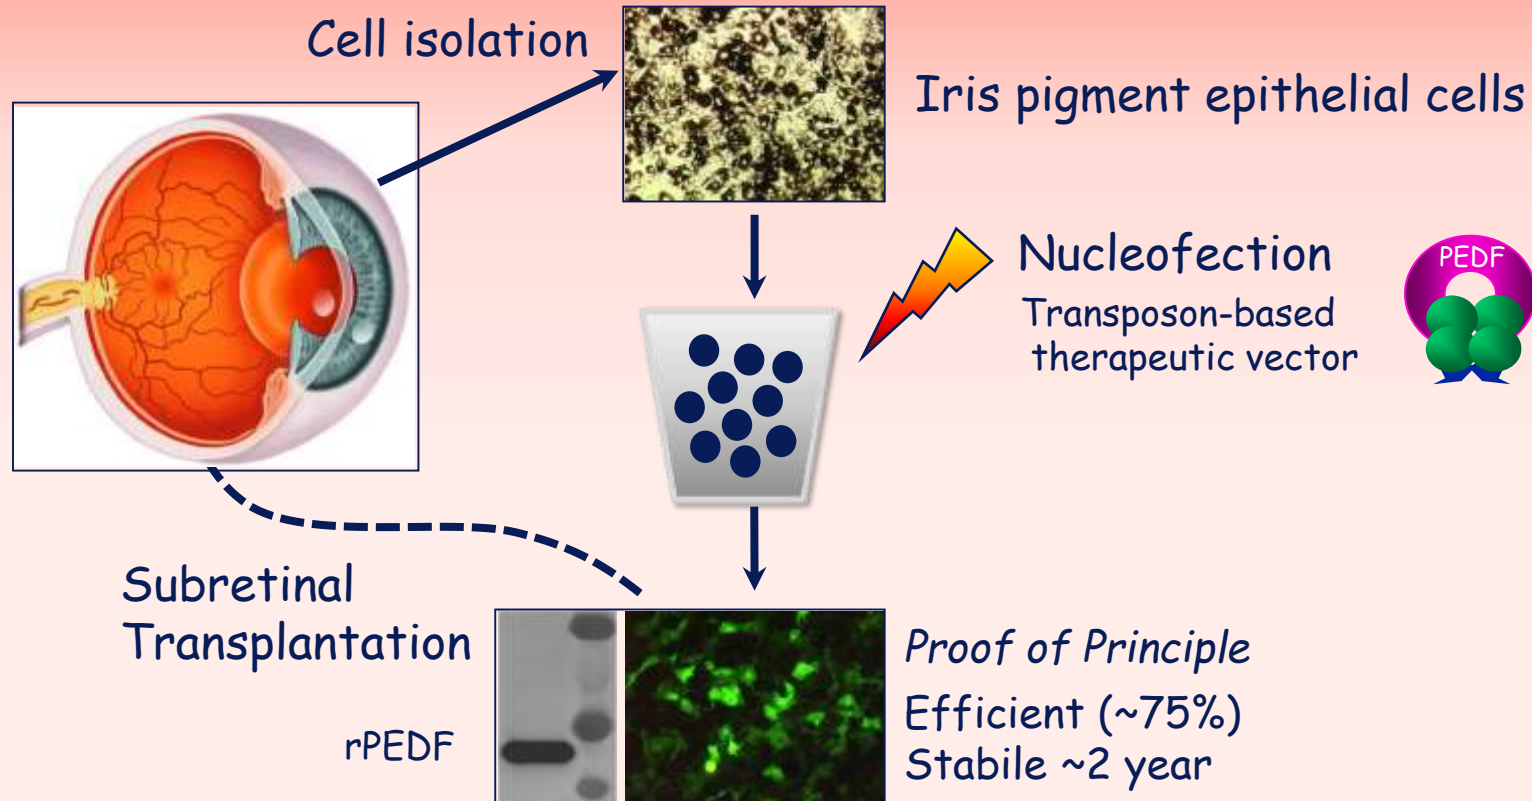 Cell isolation
Iris pigment epithelial cells
Nucleofection
Transposon-based
therapeutic vector
PEDF
Subretinal
Transplantation
rPEDF
Proof of Principle
Efficient (~75%)
Stabile ~2 year